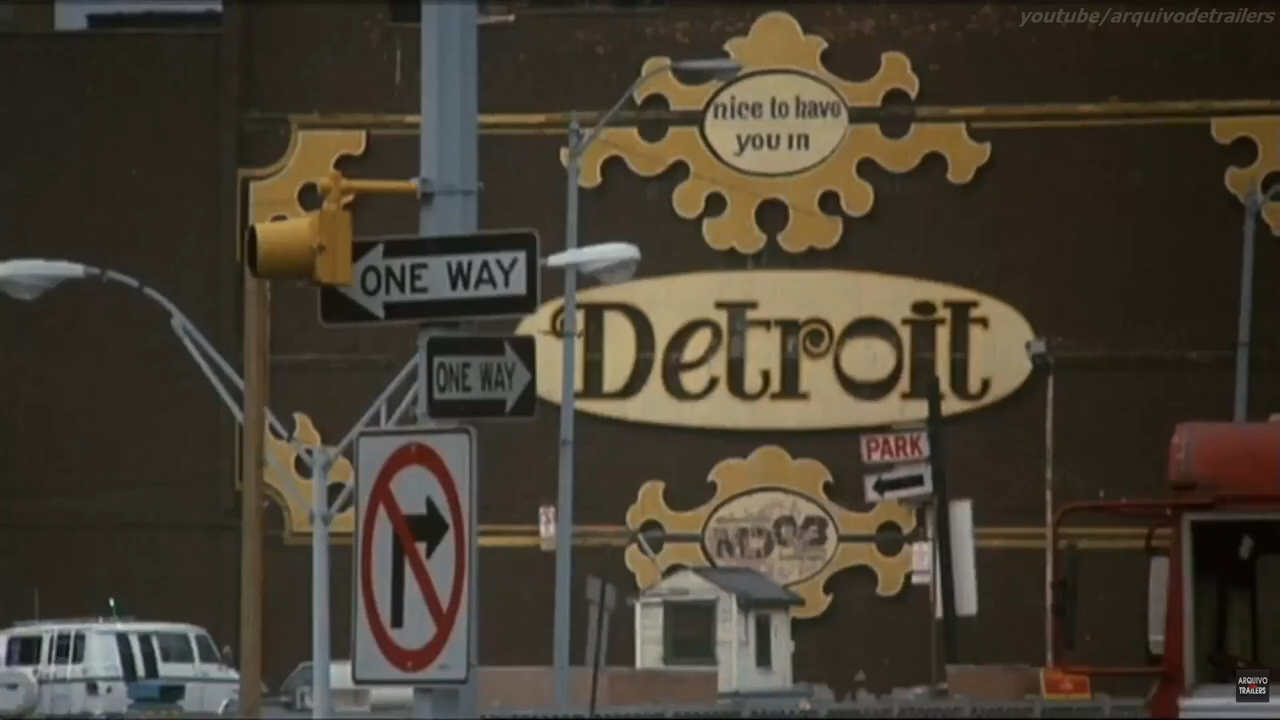 youtube/arquivodetrailers
nice to have
you in
ONE WAY
Detroit
ONE WAY
PARK
ARQUIVO
TRAILERS